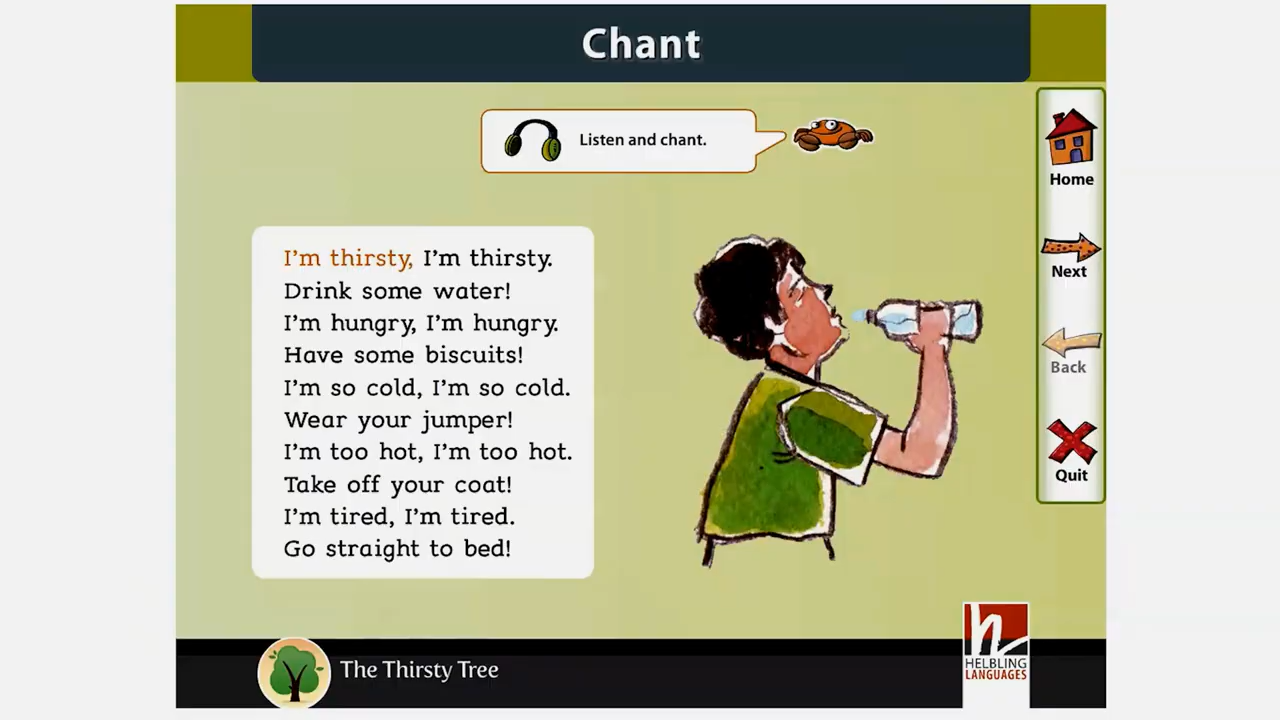 Chant
Listen and chant.
Home
Next
Back
Quit
I'm thirsty, I'm thirsty.
Drink some water!
I'm hungry, I'm hungry.
Have some biscuits!
I'm so cold, I'm so cold.
Wear your jumper!
I'm too hot, I'm too hot.
Take off your coat!
I'm tired, I'm tired.
Go straight to bed!
The Thirsty Tree
h
HELBLING
LANGUAGES